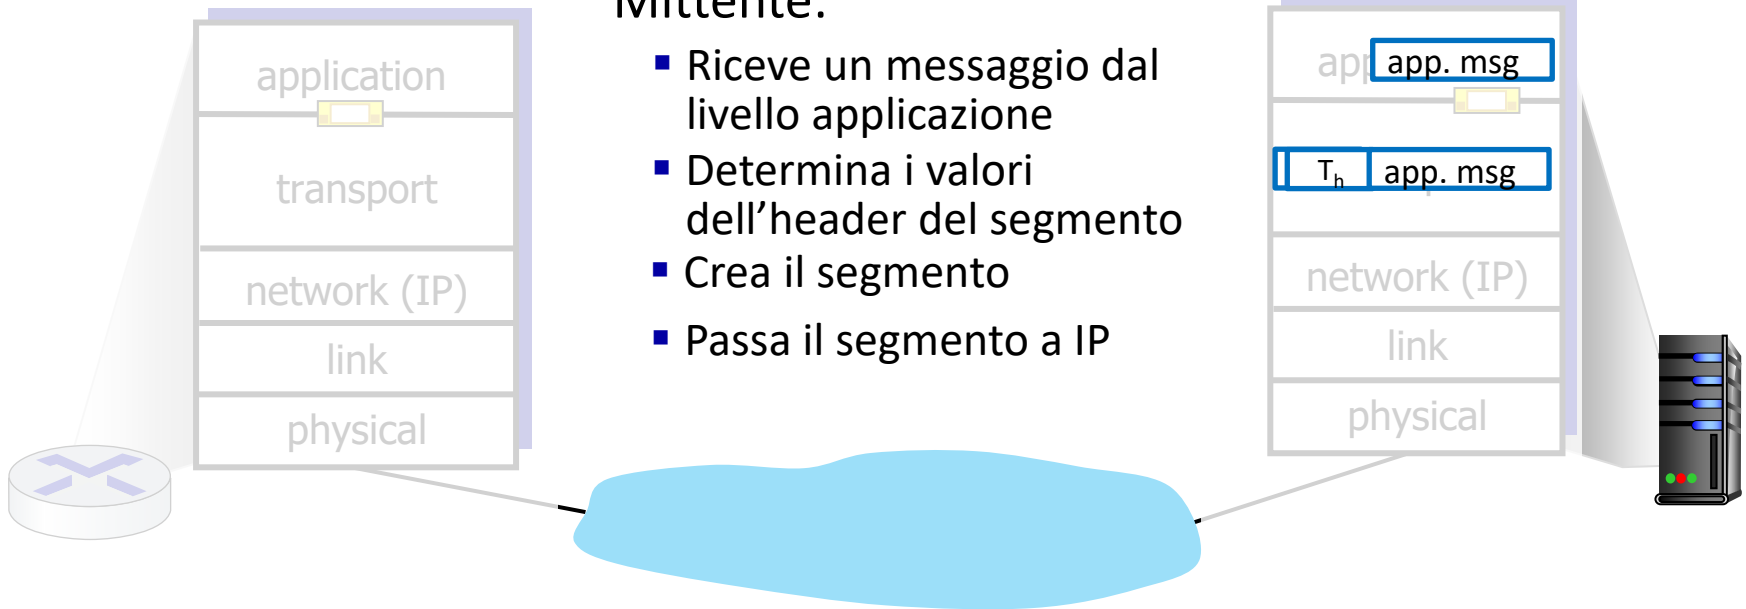 Mittente:
application
transport
network (IP)
link
physical
▪ Riceve un messaggio dal
livello applicazione
▪ Determina i valori
dell’header del segmento
▪ Crea il segmento
▪ Passa il segmento a IP
app. msg
Th app. msg
network (IP)
link
physical